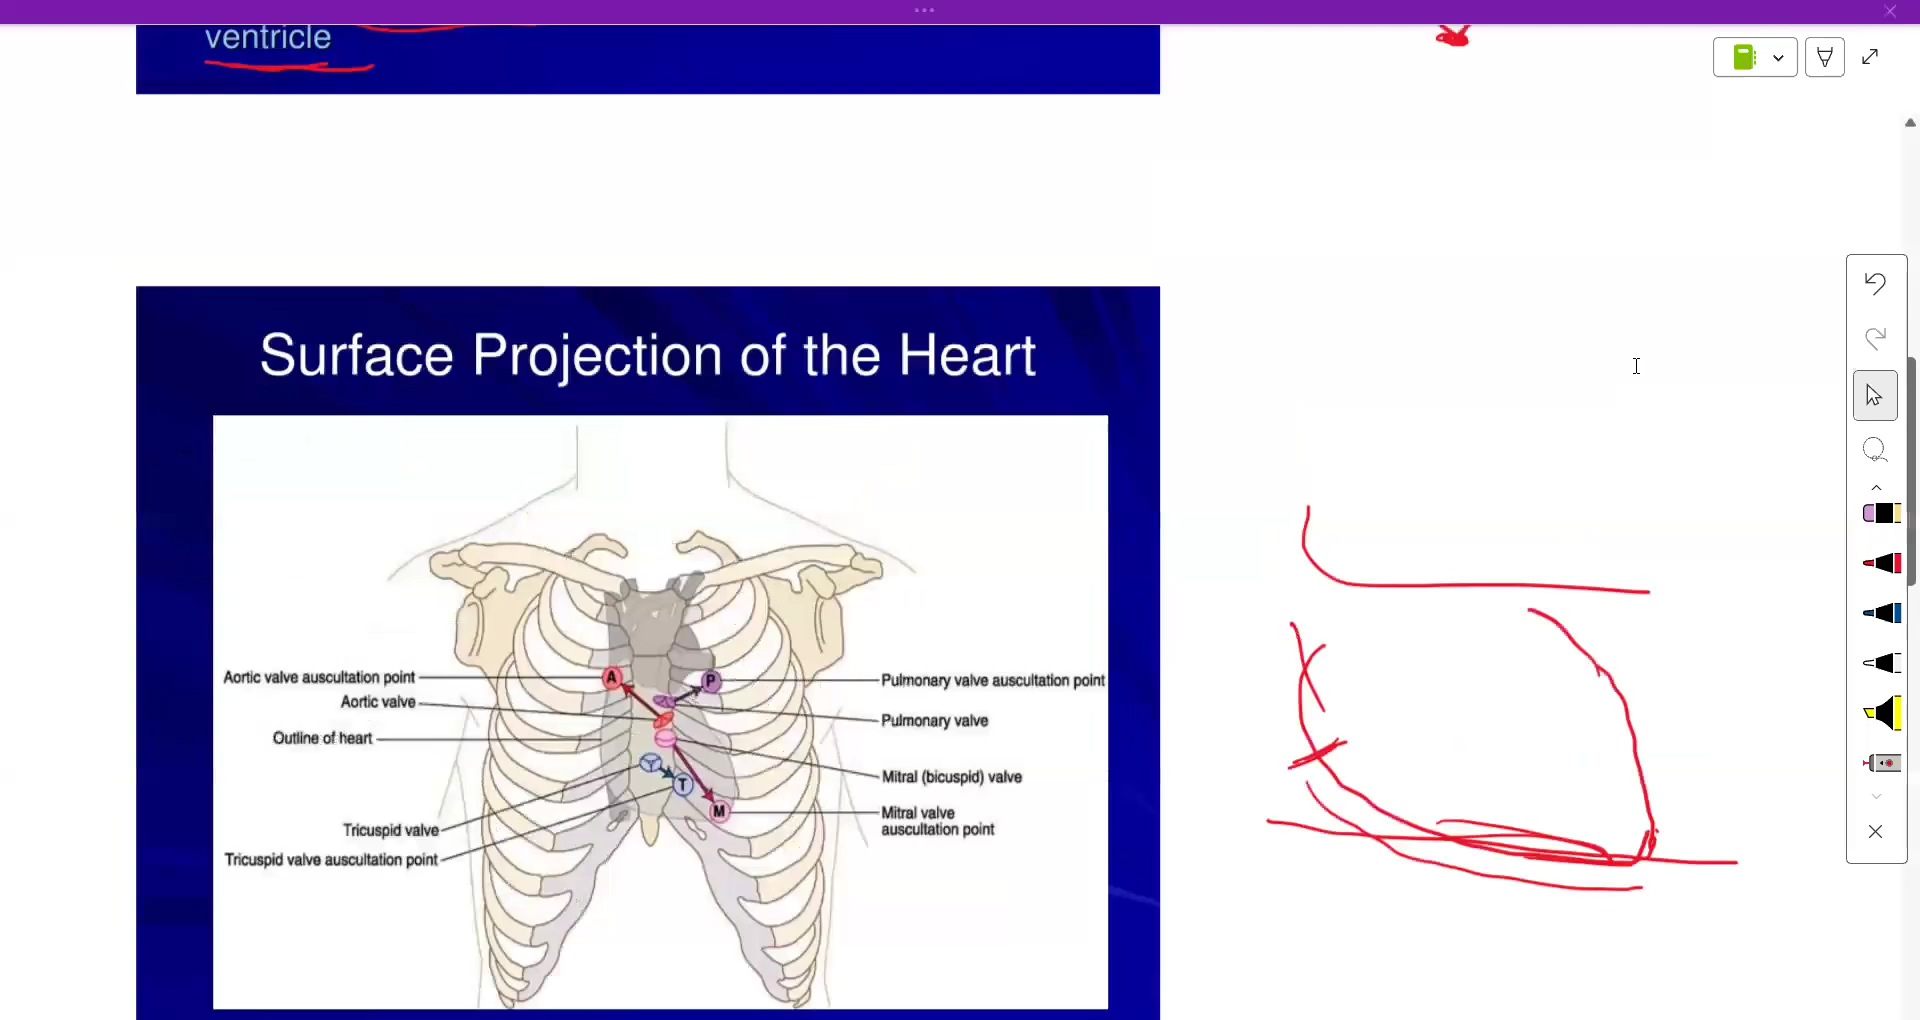 ventricle
Surface Projection of the Heart
Aortic valve auscultation point
A
P
Pulmonary valve auscultation point
Aortic valve
Pulmonary valve
Outline of heart
Mitral (bicuspid) valve
T
M
Mitral valve
auscultation point
Tricuspid valve
Tricuspid valve auscultation point